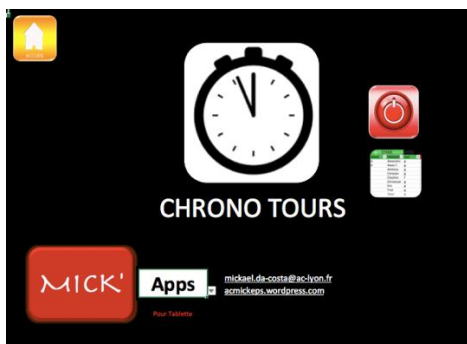 CHRONO TOURS
MICK'
Apps
mickael.da-costa@ac-lyon.fr
acmickeps.wordpress.com
Pour Tablette